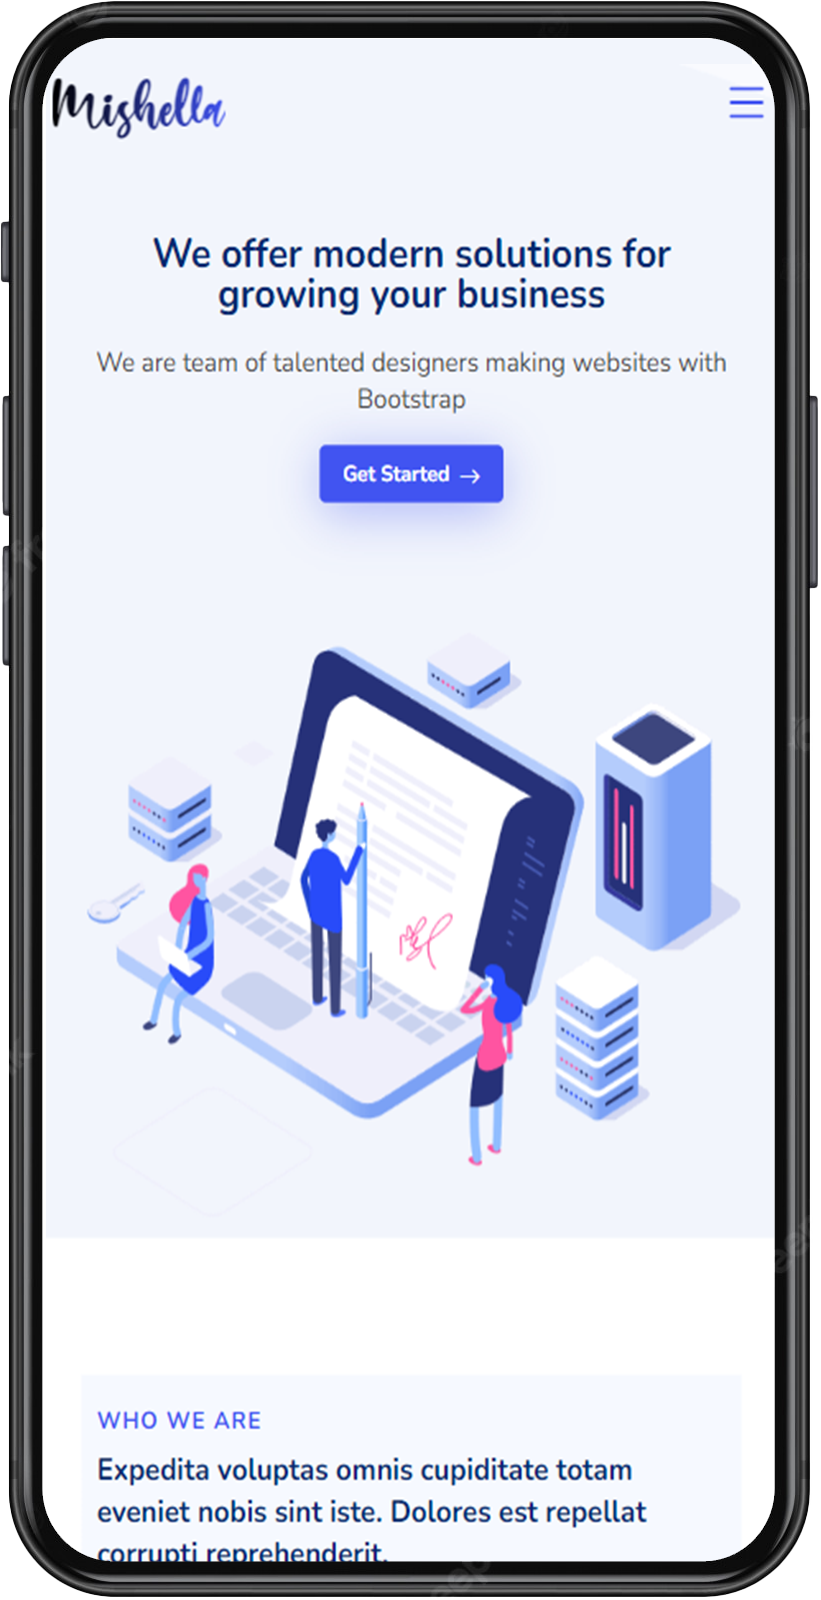 Mishella
We offer modern solutions for
growing your business
We are team of talented designers making websites with
Bootstrap
Get Started →
WHO WE ARE
Expedita voluptas omnis cupiditate totam
eveniet nobis sint iste. Dolores est repellat
corrupti reprehenderit.